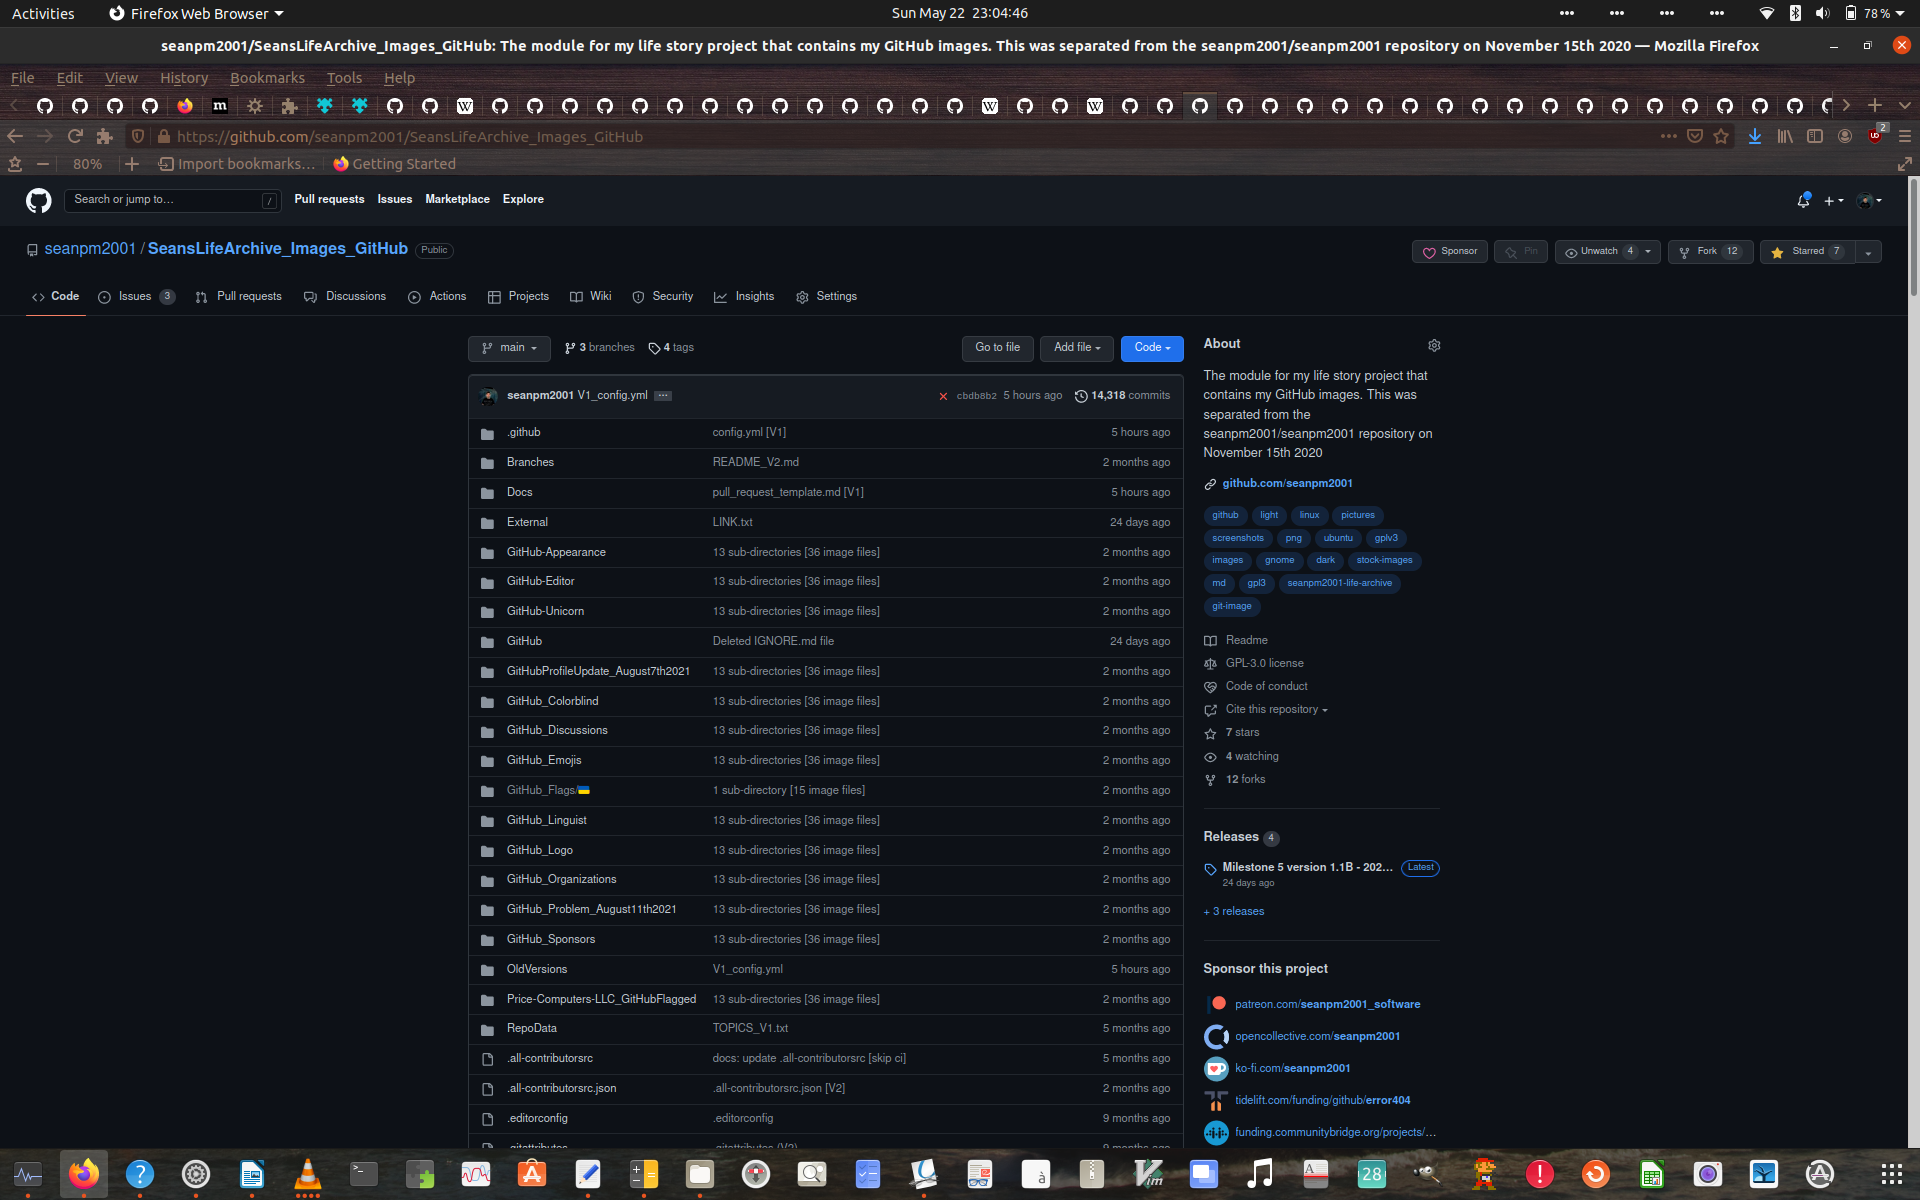 Activities
Firefox Web Browser
Sun May 22 23:04:46
78 %
seanpm2001/SeansLifeArchive_Images_GitHub: The module for my life story project that contains my GitHub images. This was separated from the seanpm2001/seanpm2001 repository on November 15th 2020 — Mozilla Firefox
File Edit View History Bookmarks Tools Help
https://github.com/seanpm2001/SeansLifeArchive_Images_GitHub
2
80%
Import bookmarks...
Getting Started
Search or jump to...
/
Pull requests Issues Marketplace Explore
seanpm2001 / SeansLifeArchive_Images_GitHub Public
Sponsor Pin Unwatch 4 Fork 12 Starred 7
Code Issues 3 Pull requests Discussions Actions Projects Wiki Security Insights Settings
main 3 branches 4 tags Go to file Add file Code
seanpm2001 V1_config.yml cbdb8b2 5 hours ago 14,318 commits
.github config.yml [V1] 5 hours ago
Branches README_V2.md 2 months ago
Docs pull_request_template.md [V1] 5 hours ago
External LINK.txt 24 days ago
GitHub-Appearance 13 sub-directories [36 image files] 2 months ago
GitHub-Editor 13 sub-directories [36 image files] 2 months ago
GitHub-Unicorn 13 sub-directories [36 image files] 2 months ago
GitHub Deleted IGNORE.md file 24 days ago
GitHubProfileUpdate_August7th2021 13 sub-directories [36 image files] 2 months ago
GitHub_Colorblind 13 sub-directories [36 image files] 2 months ago
GitHub_Discussions 13 sub-directories [36 image files] 2 months ago
GitHub_Emojis 13 sub-directories [36 image files] 2 months ago
GitHub_Flags/🇺🇦 1 sub-directory [15 image files] 2 months ago
GitHub_Linguist 13 sub-directories [36 image files] 2 months ago
GitHub_Logo 13 sub-directories [36 image files] 2 months ago
GitHub_Organizations 13 sub-directories [36 image files] 2 months ago
GitHub_Problem_August11th2021 13 sub-directories [36 image files] 2 months ago
GitHub_Sponsors 13 sub-directories [36 image files] 2 months ago
OldVersions V1_config.yml 5 hours ago
Price-Computers-LLC_GitHubFlagged 13 sub-directories [36 image files] 2 months ago
RepoData TOPICS_V1.txt 5 months ago
.all-contributorsrc docs: update .all-contributorsrc [skip ci] 5 months ago
.all-contributorsrc.json .all-contributorsrc.json [V2] 2 months ago
.editorconfig .editorconfig 9 months ago
About
The module for my life story project that
contains my GitHub images. This was
separated from the
seanpm2001/seanpm2001 repository on
November 15th 2020
github.com/seanpm2001
github light linux pictures
screenshots png ubuntu gplv3
images gnome dark stock-images
md gpl3 seanpm2001-life-archive
git-image
Readme
GPL-3.0 license
Code of conduct
Cite this repository
7 stars
4 watching
12 forks
Releases 4
Milestone 5 version 1.1B - 202... Latest
24 days ago
+ 3 releases
Sponsor this project
patreon.com/seanpm2001_software
opencollective.com/seanpm2001
ko-fi.com/seanpm2001
tidelift.com/funding/github/error404
funding.communitybridge.org/projects/...
28